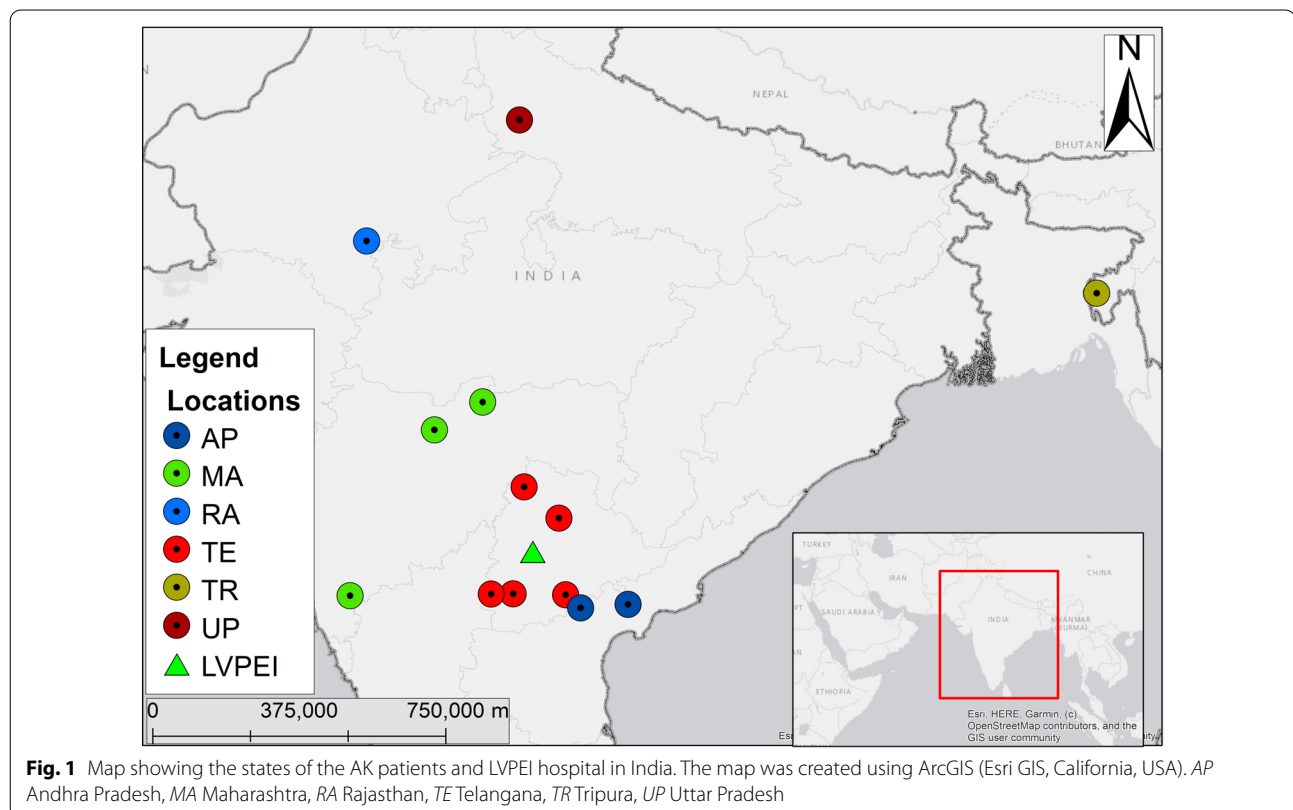 N
NEPAL
BHUTAN
INDIA
Legend
Locations
AP
MA
RA
TE
TR
UP
LVPEI
0 375,000 750,000 m
TURKEY
IRAN
CHINA
SAUDI ARABIA
INDIA
MYANMAR
(BURMA)
ETHIOPIA
Esri, HERE, Garmin, (c)
OpenStreetMap contributors, and the
GIS user community
Fig. 1 Map showing the states of the AK patients and LVPEI hospital in India. The map was created using ArcGIS (Esri GIS, California, USA). AP
Andhra Pradesh, MA Maharashtra, RA Rajasthan, TE Telangana, TR Tripura, UP Uttar Pradesh